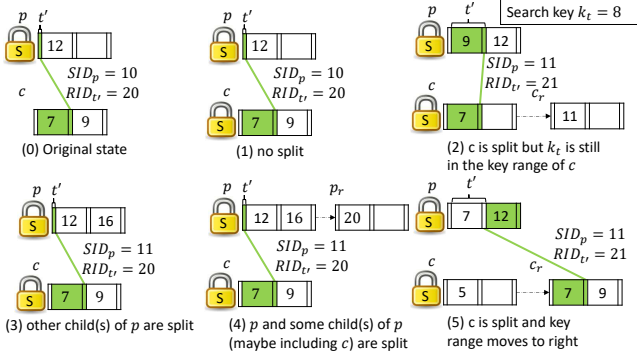 Search key k_t = 8
p t′
12
S
SID_p = 10
RID_t′ = 20
c
7 9
S
(0) Original state
p t′
12
S
SID_p = 10
RID_t′ = 20
c
7 9
S
(1) no split
p t′
9 12
S
SID_p = 11
RID_t′ = 21
c c_r
7 11
S
(2) c is split but k_t is still
in the key range of c
p t′
12 16
S
SID_p = 11
RID_t′ = 20
c
7 9
S
(3) other child(s) of p are split
p t′ p_r
12 16 20
S
SID_p = 11
RID_t′ = 20
c
7 9
S
(4) p and some child(s) of p
(maybe including c) are split
p t′
7 12
S
SID_p = 11
RID_t′ = 21
c c_r
5 7 9
S
(5) c is split and key
range moves to right